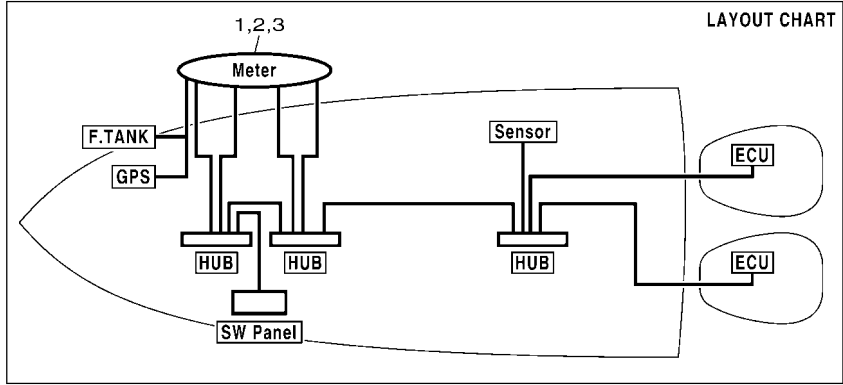 LAYOUT CHART
1,2,3
Meter
F.TANK
GPS
Sensor
ECU
HUB
HUB
HUB
ECU
SW Panel